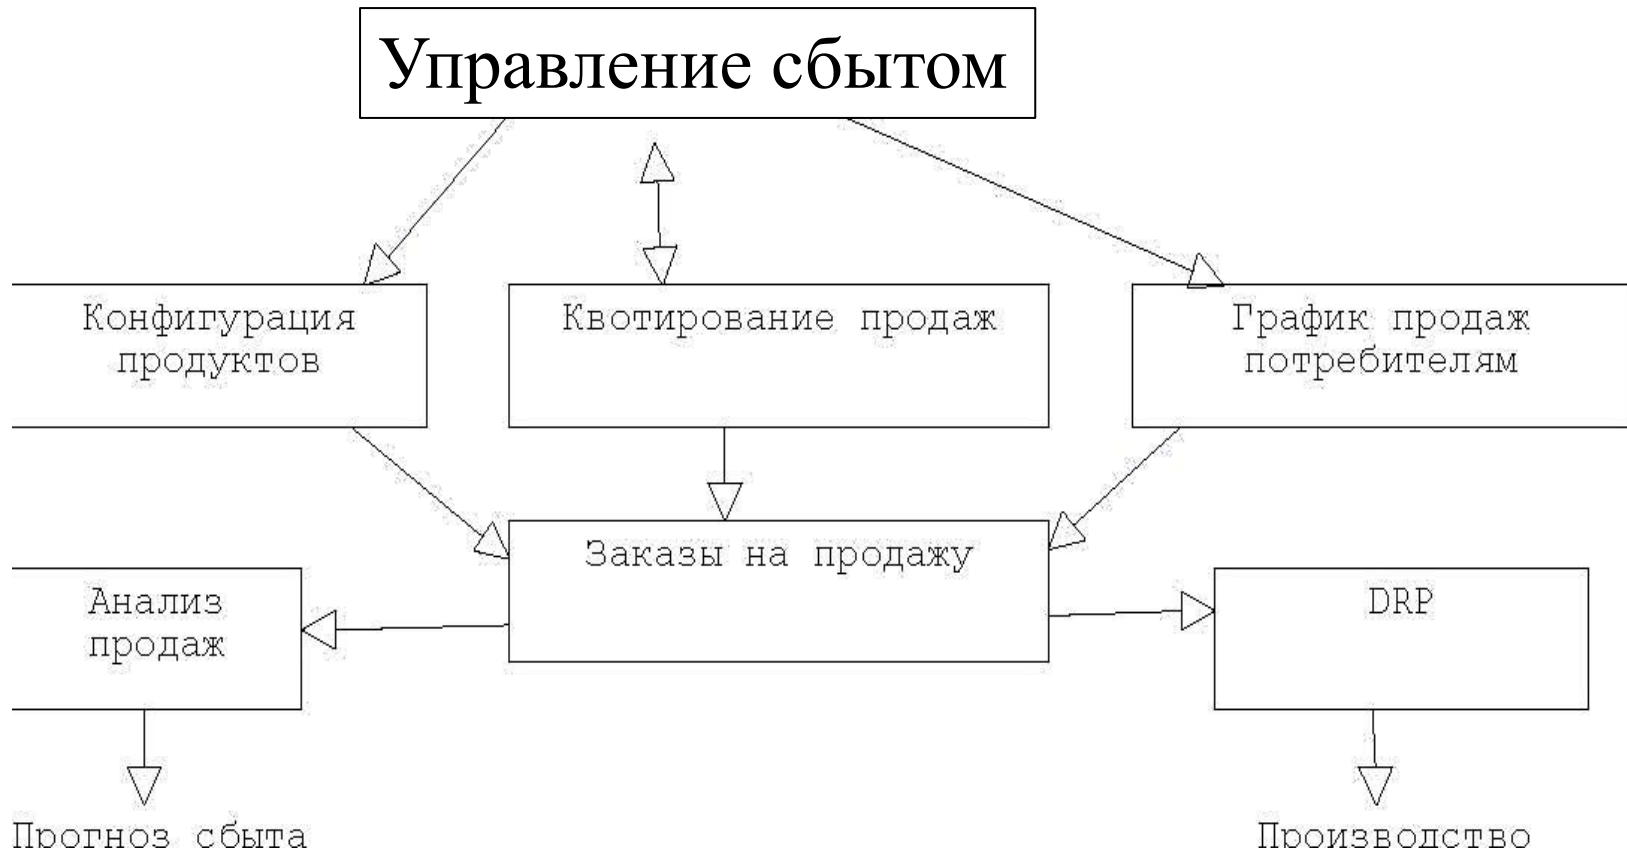 Управление сбытом
Конфигурация
продуктов
Квотирование продаж
График продаж
потребителям
Заказы на продажу
Анализ
продаж
DRP
Прогноз сбыта
Производство